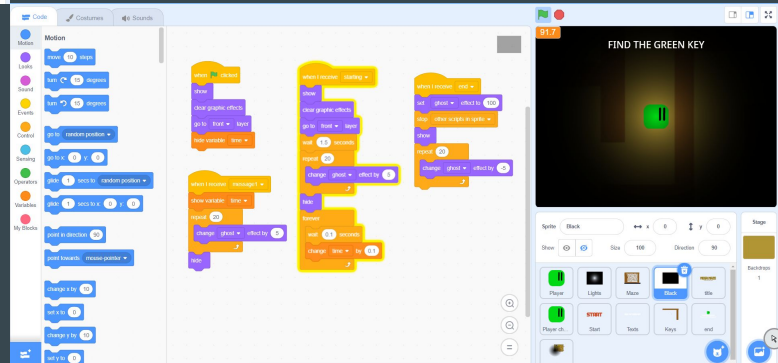 Code
Costumes
Sounds
Motion
Looks
Sound
Events
Control
Sensing
Operators
Variables
My Blocks
Motion
move 10 steps
turn 15 degrees
turn 15 degrees
go to random position
go to x: 0 y: 0
glide 1 secs to random position
glide 1 secs to x: 0 y: 0
point in direction 90
point towards mouse-pointer
change x by 10
set x to 0
change y by 10
set y to 0
when clicked
show
clear graphic effects
go to front layer
hide variable time
when I receive message1
show variable time
repeat 20
change ghost effect by 5
hide
when I receive starting
show
clear graphic effects
go to front layer
wait 1.5 seconds
repeat 20
change ghost effect by 5
hide
forever
wait 0.1 seconds
change time by 0.1
when I receive end
set ghost effect to 100
stop other scripts in sprite
show
repeat 20
change ghost effect by -5
91.7
FIND THE GREEN KEY
Sprite Black x 0 y 0
Show Size 100 Direction 90
Player
Lights
Maze
Black
title
Player ch...
START
Start
Texts
Keys
end
Stage
Backdrops
1